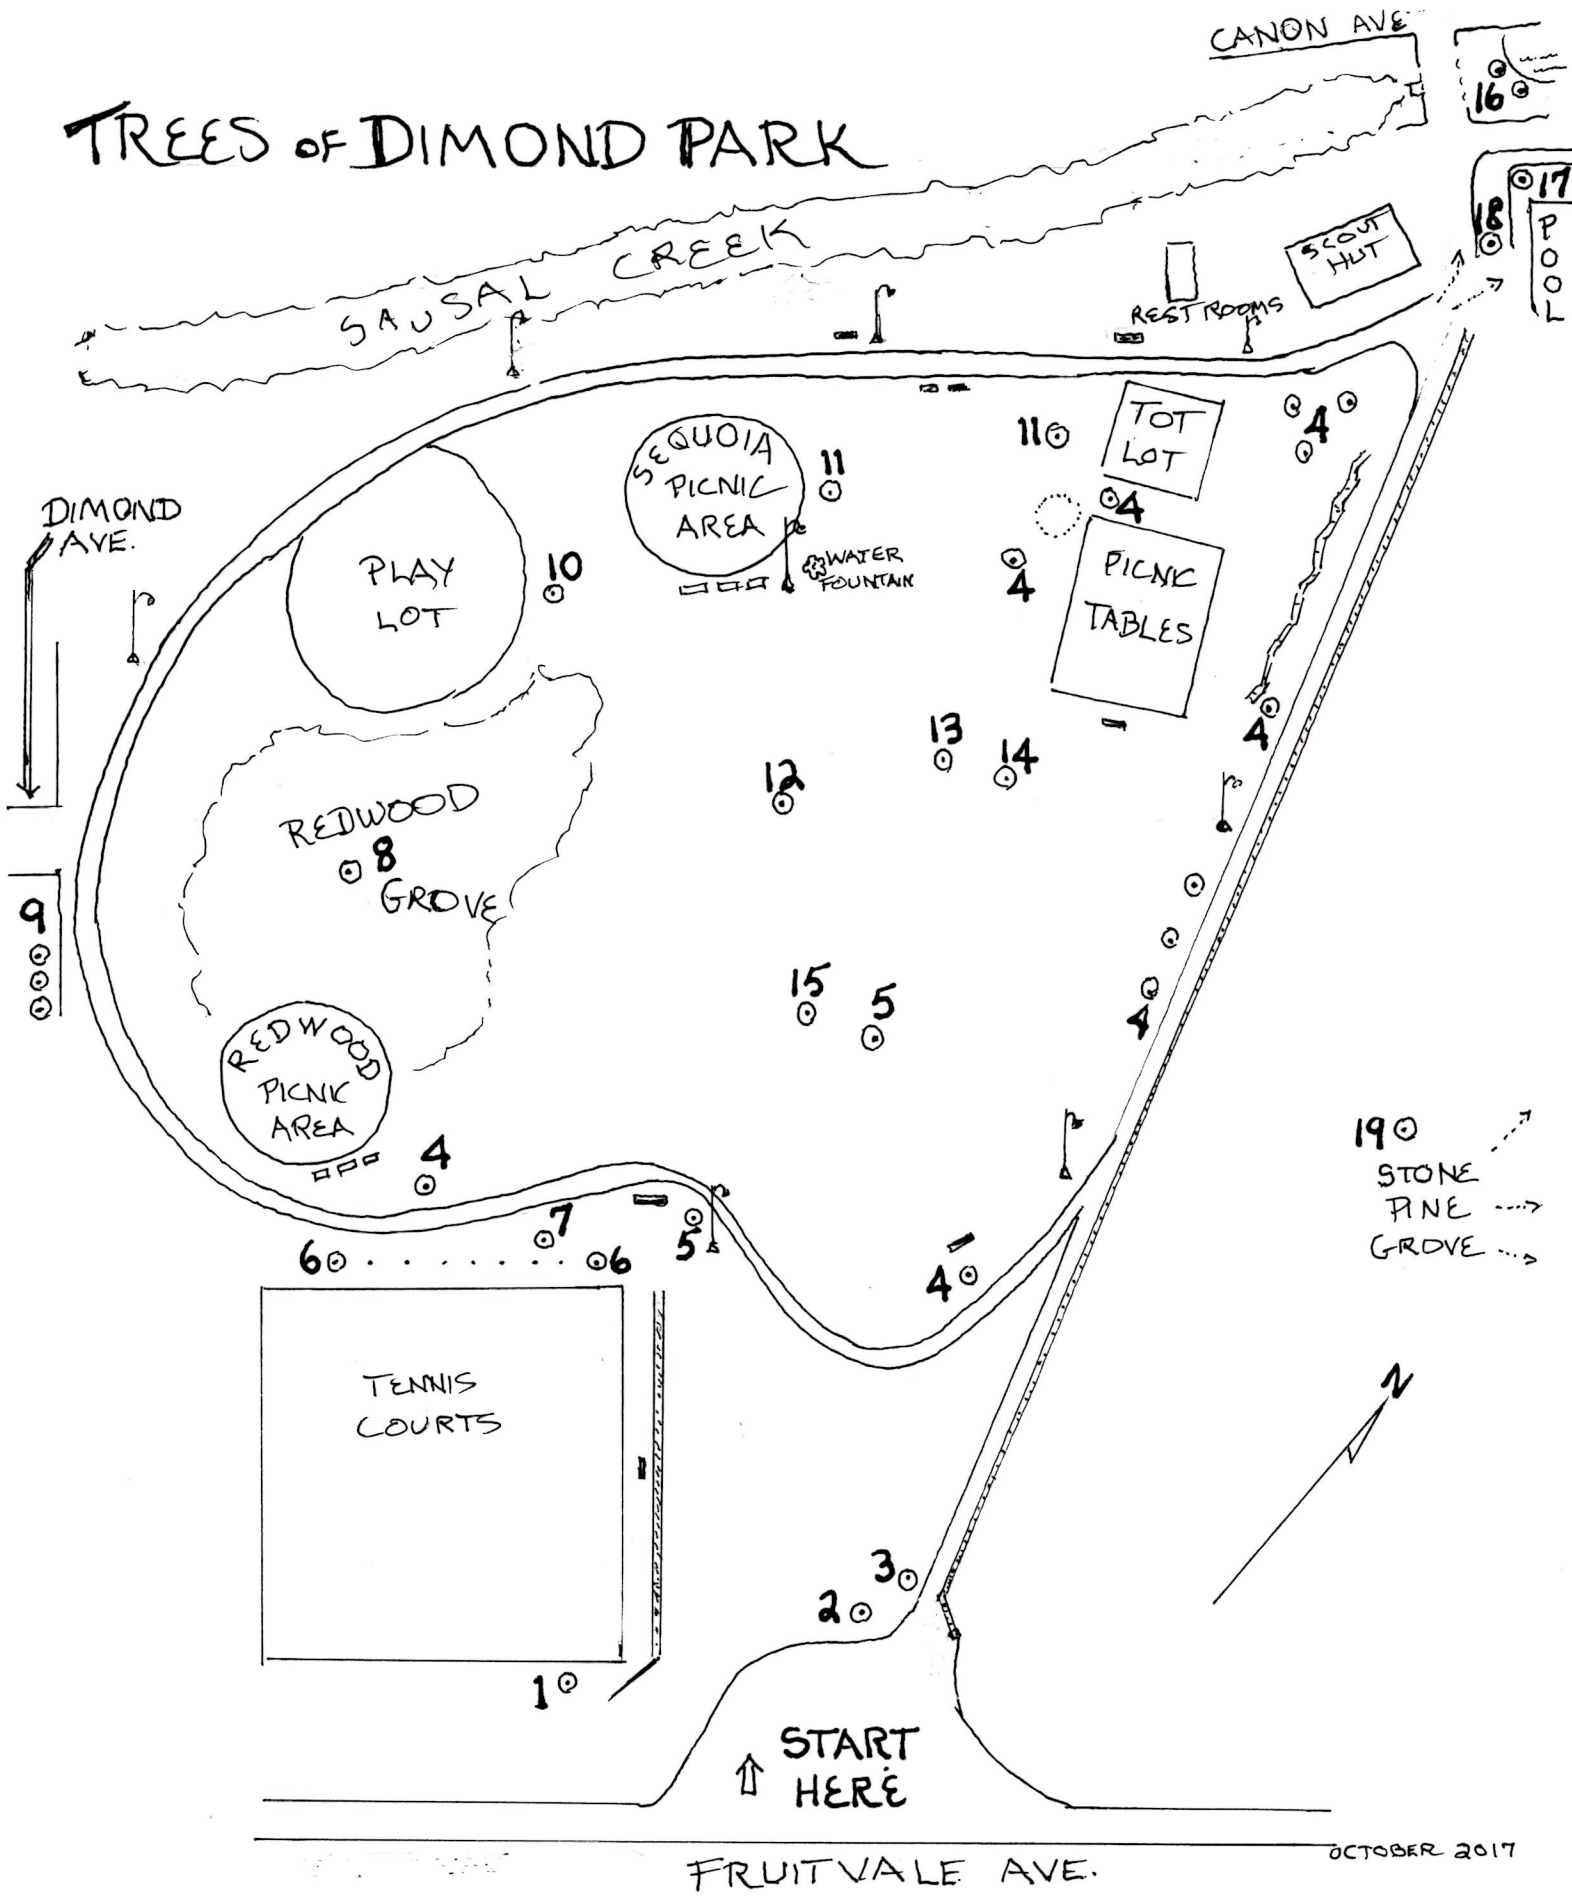 CANON AVE
TREES OF DIMOND PARK
16
17
18
POOL
SCOUT
HUT
SAUSAL CREEK
REST ROOMS
TOT
LOT
11
4
SEQUOIA
PICNIC
AREA
11
4
DIMOND
AVE.
PLAY
LOT
10
WATER
FOUNTAIN
4
PICNIC
TABLES
13
14
4
12
REDWOOD
8
GROVE
9
15
5
4
REDWOOD
PICNIC
AREA
19
STONE
PINE
GROVE
4
7
6
6
5
4
TENNIS
COURTS
N
3
2
1
START
HERE
OCTOBER 2017
FRUITVALE AVE.